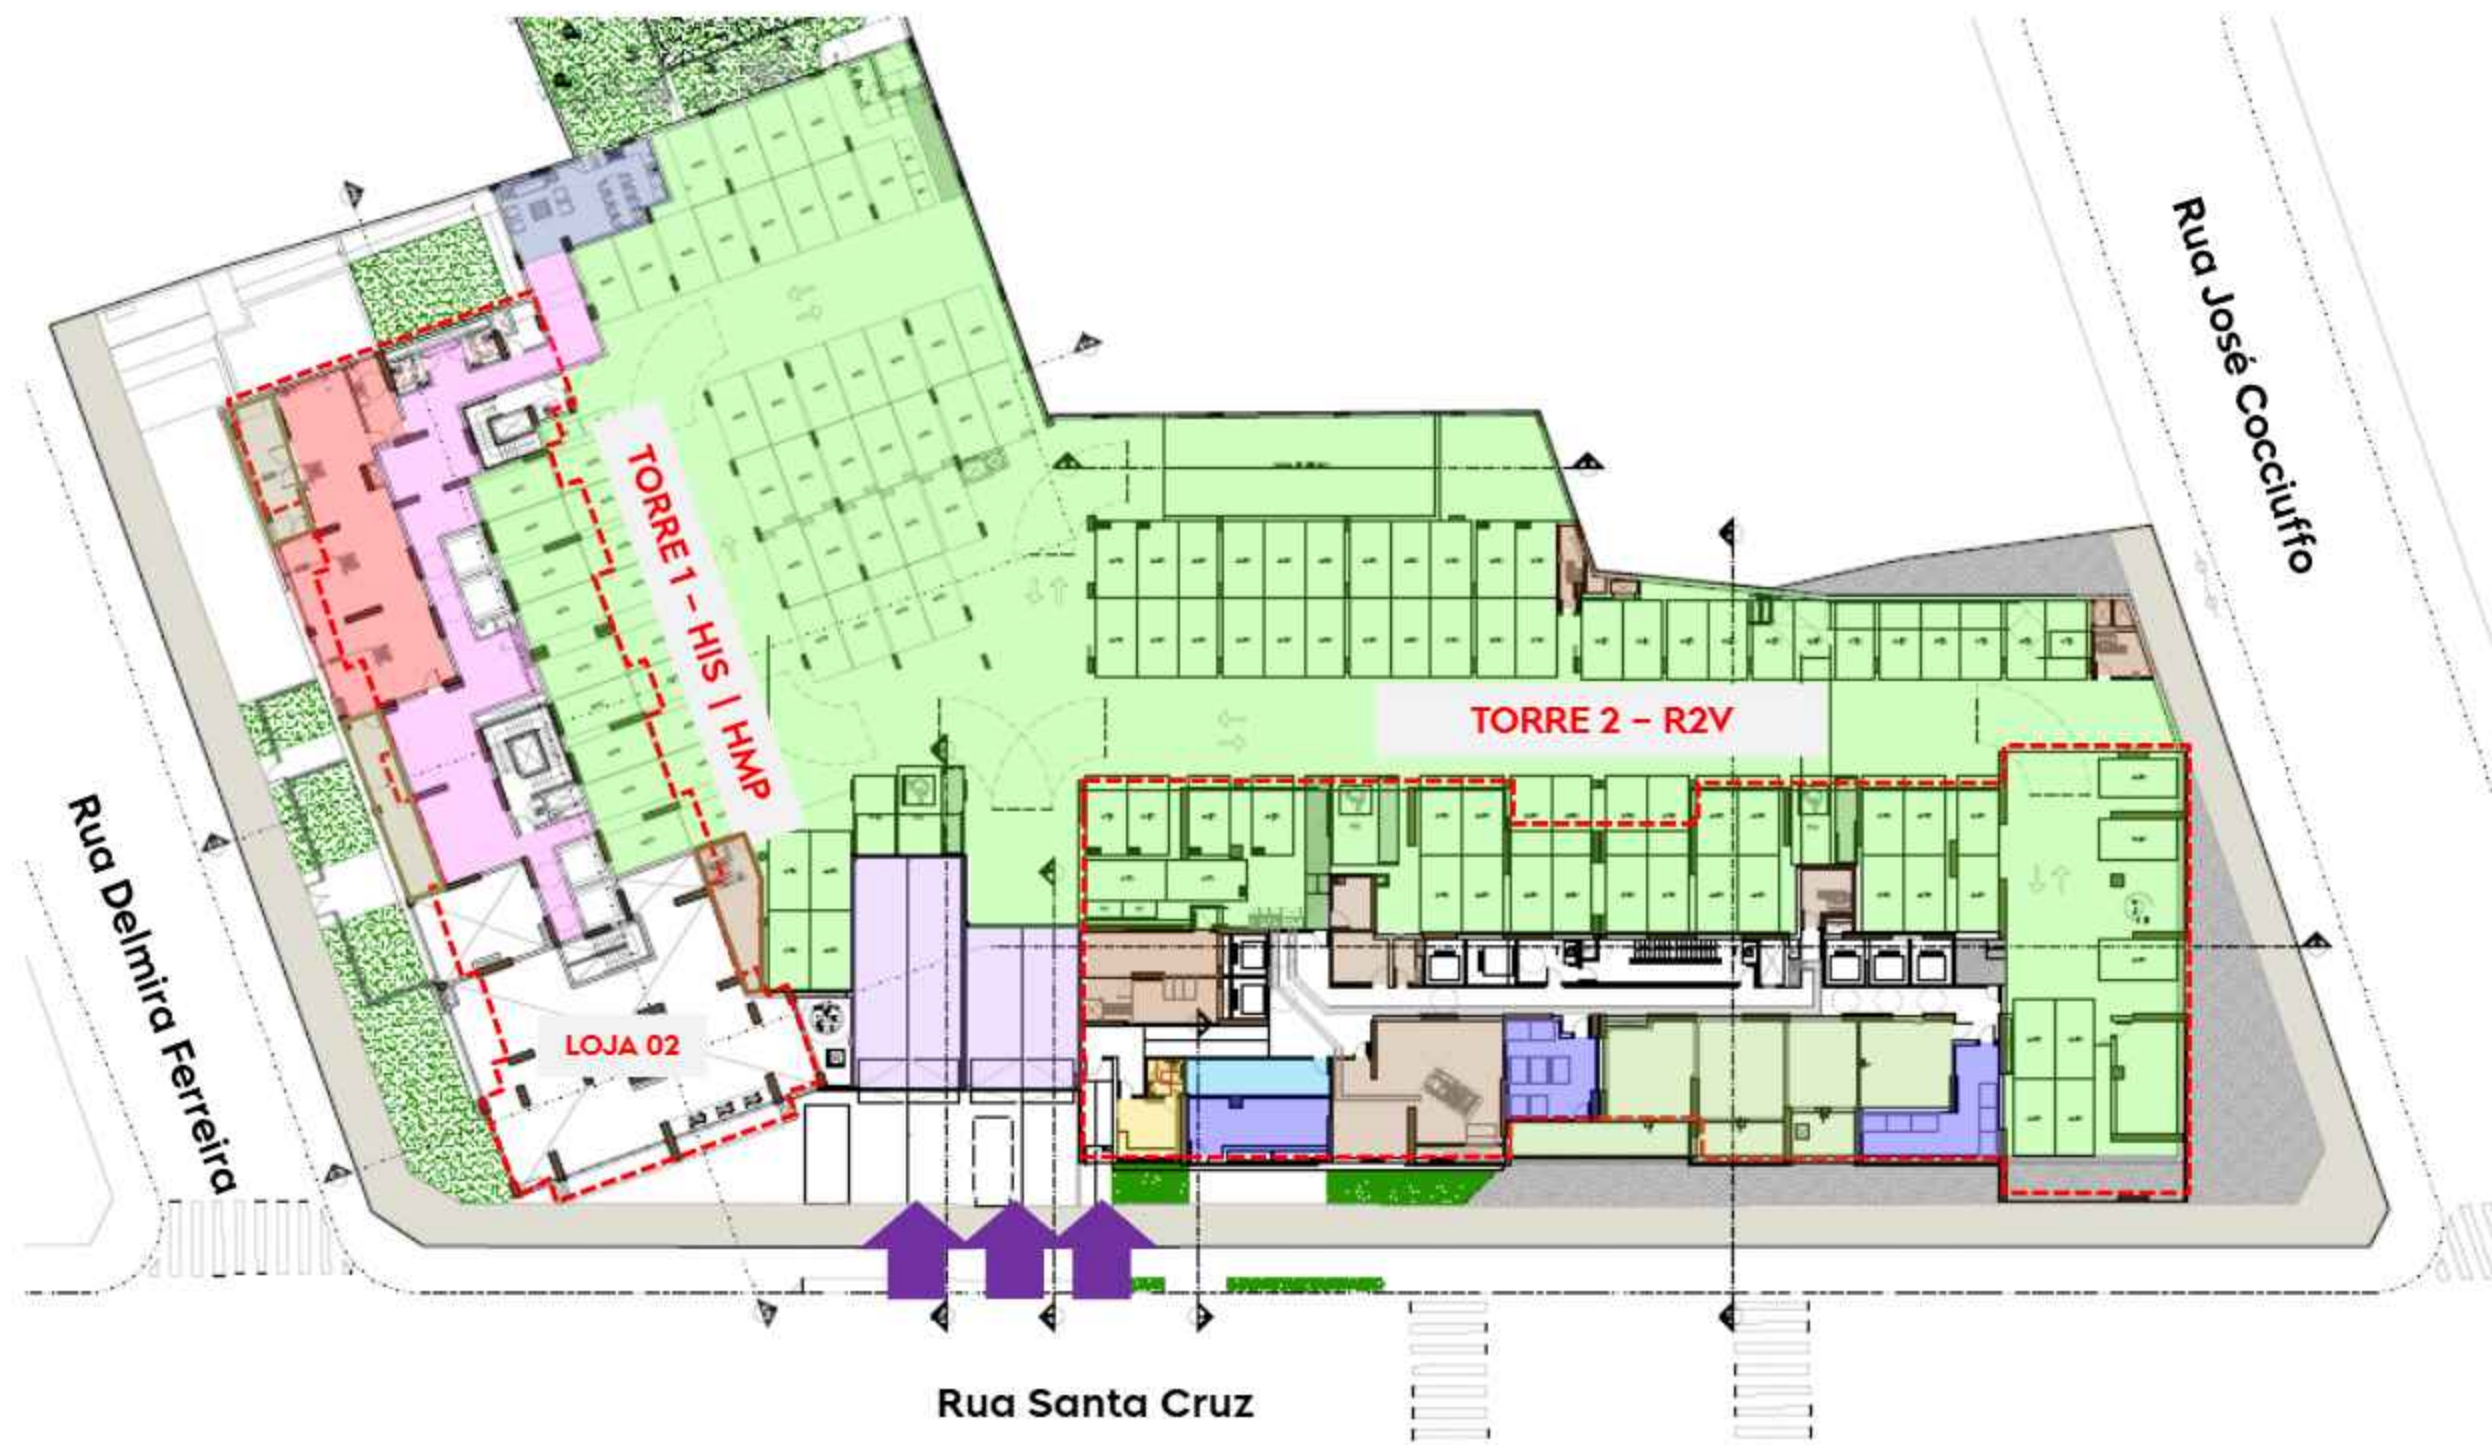 Rua José Cocciuffo
TORRE 1 – HIS | HMP
TORRE 2 – R2V
Rua Delmira Ferreira
LOJA 02
Rua Santa Cruz